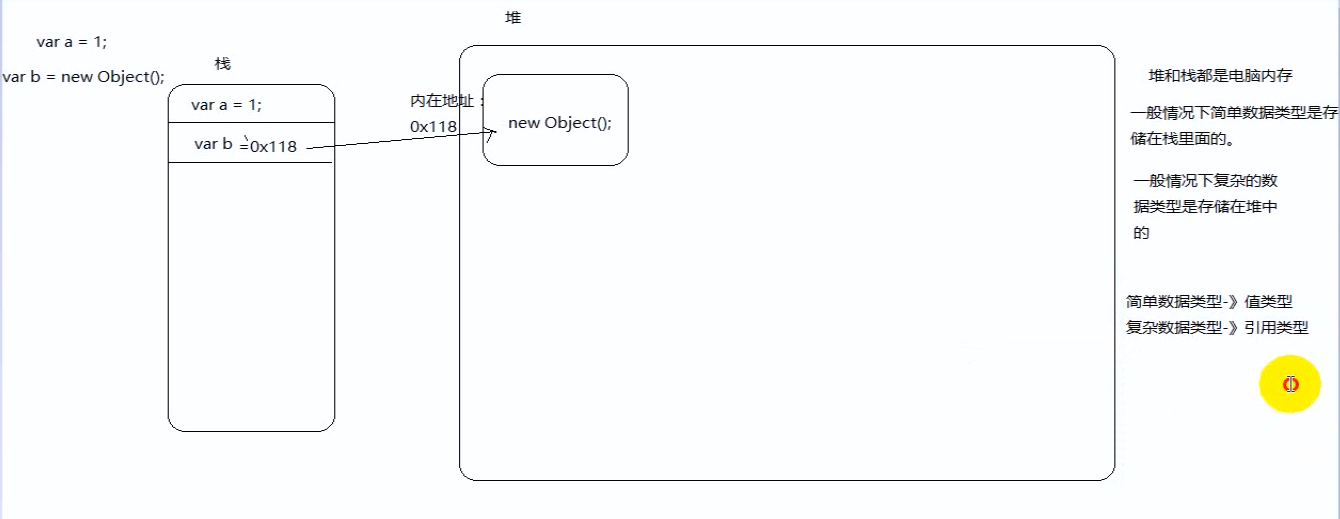 var a = 1;
var b = new Object();
栈
var a = 1;
var b =0x118
堆
内在地址：
0x118
new Object();
堆和栈都是电脑内存
一般情况下简单数据类型是存
储在栈里面的。
一般情况下复杂的数
据类型是存储在堆中
的
简单数据类型-》值类型
复杂数据类型-》引用类型